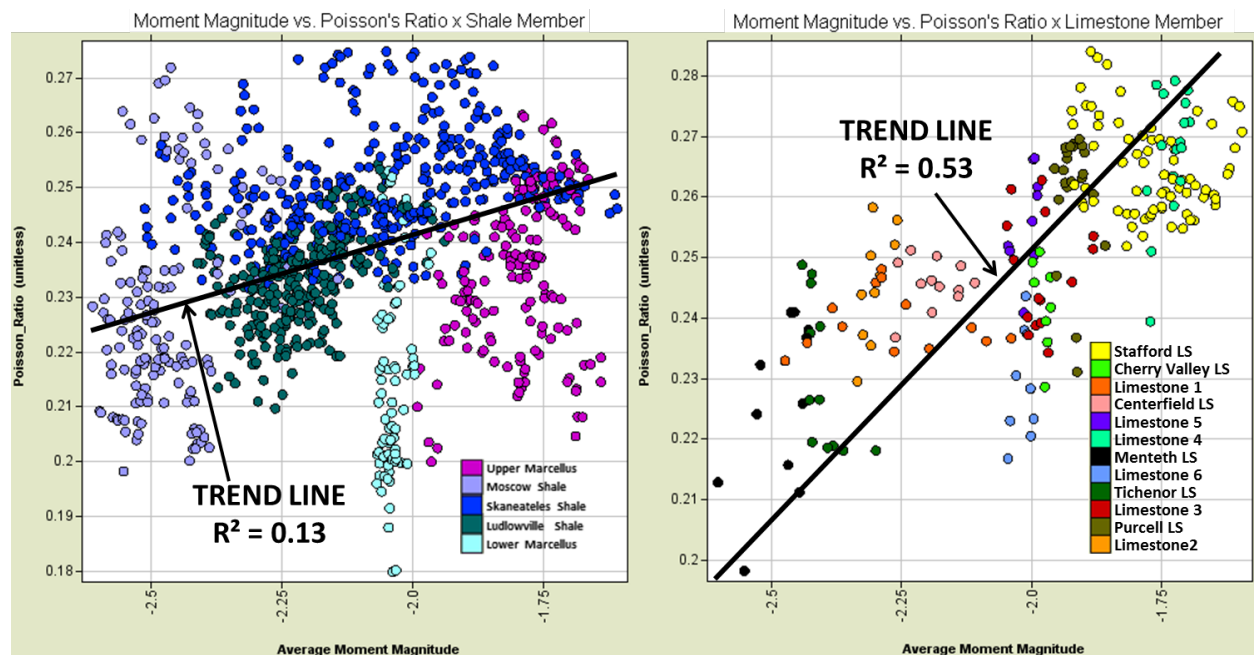 Moment Magnitude vs. Poisson's Ratio x Shale Member
0.27
0.26
0.25
0.24
0.23
0.22
0.21
0.2
0.19
0.18
Poisson_Ratio (unitless)
TREND LINE
R² = 0.13
Upper Marcellus
Moscow Shale
Skaneateles Shale
Ludlowville Shale
Lower Marcellus
-2.5
-2.25
-2.0
-1.75
Average Moment Magnitude
Moment Magnitude vs. Poisson's Ratio x Limestone Member
0.28
0.27
0.26
0.25
0.24
0.23
0.22
0.21
0.2
Poisson_Ratio (unitless)
TREND LINE
R² = 0.53
Stafford LS
Cherry Valley LS
Limestone 1
Centerfield LS
Limestone 5
Limestone 4
Menteth LS
Limestone 6
Tichenor LS
Limestone 3
Purcell LS
Limestone2
-2.5
-2.25
-2.0
-1.75
Average Moment Magnitude